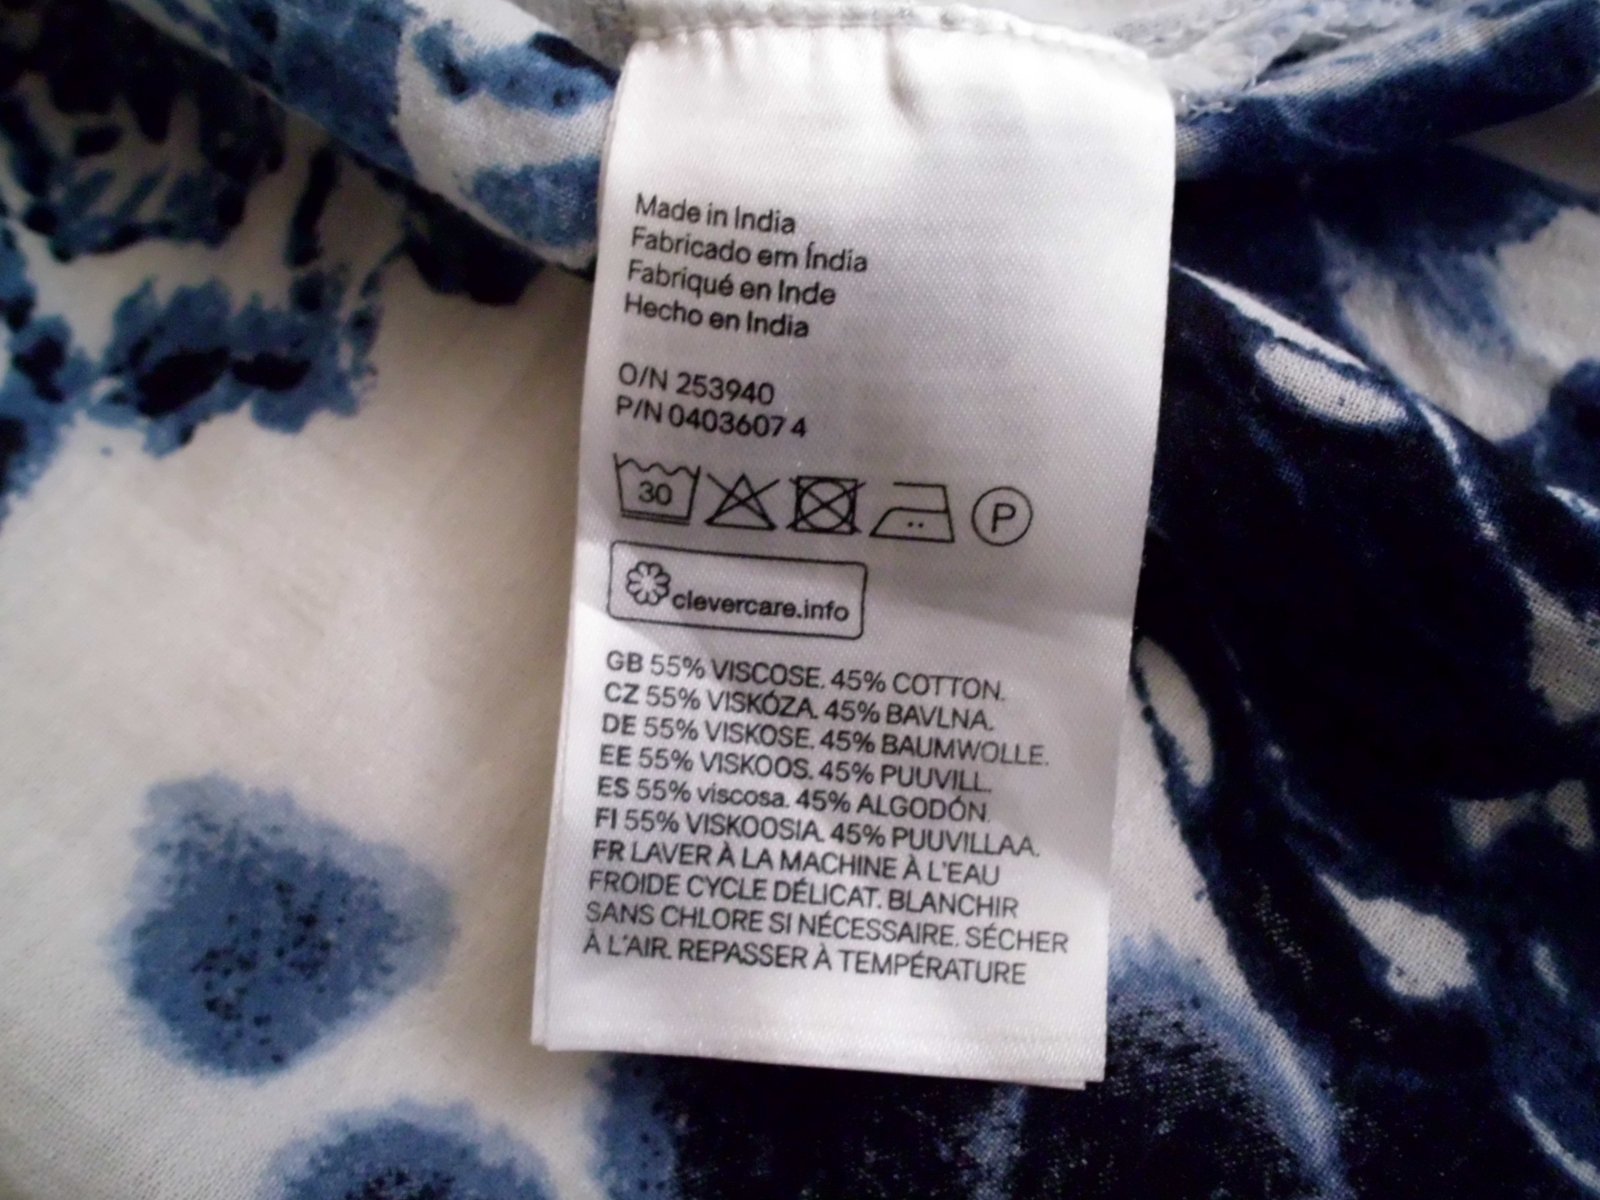 Made in India
Fabricado em Índia
Fabriqué en Inde
Hecho en India
O/N 253940
P/N 0403607 4
30
P
clevercare.info
GB 55% VISCOSE. 45% COTTON.
CZ 55% VISKÓZA. 45% BAVLNA.
DE 55% VISKOSE. 45% BAUMWOLLE.
EE 55% VISKOOS. 45% PUUVILL.
ES 55% viscosa. 45% ALGODÓN.
FI 55% VISKOOSIA. 45% PUUVILLAA.
FR LAVER À LA MACHINE À L'EAU
FROIDE CYCLE DÉLICAT. BLANCHIR
SANS CHLORE SI NÉCESSAIRE. SÉCHER
À L'AIR. REPASSER À TEMPÉRATURE